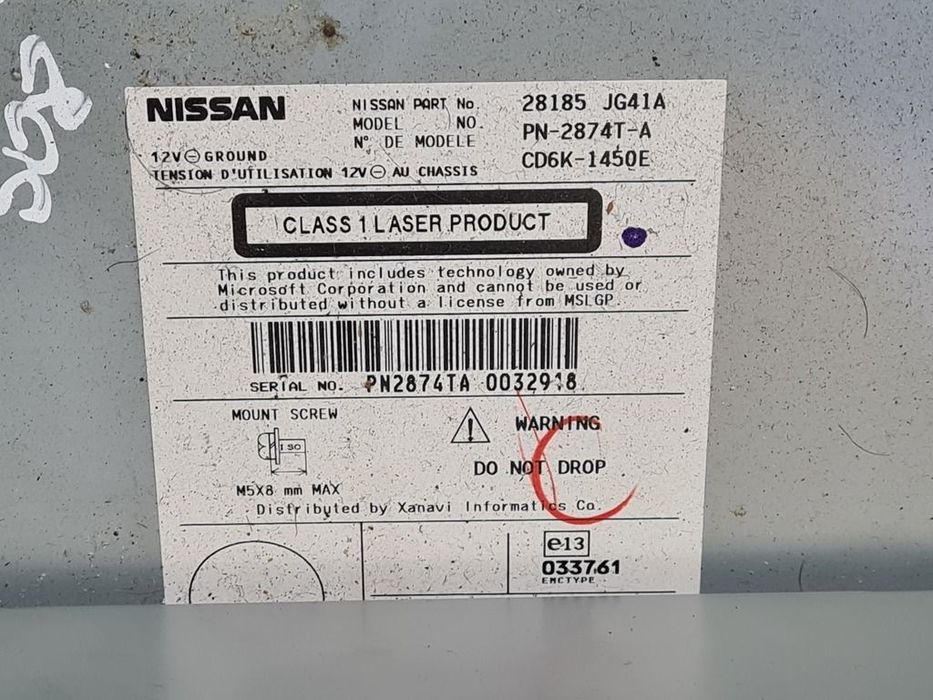 NISSAN
NISSAN PART No. 28185 JG41A
MODEL NO. PN-2874T-A
N° DE MODELE CD6K-1450E
12V⊖GROUND
TENSION D'UTILISATION 12V⊖ AU CHASSIS
CLASS 1 LASER PRODUCT
This product includes technology owned by
Microsoft Corporation and cannot be used or
distributed without a license from MSLGP.
SERIAL NO. PN2874TA 0032918
MOUNT SCREW
ISO
M5X8 mm MAX
WARNING
DO NOT DROP
Distributed by Xanavi Informatics Co.
e13
033761
EMCTYPE